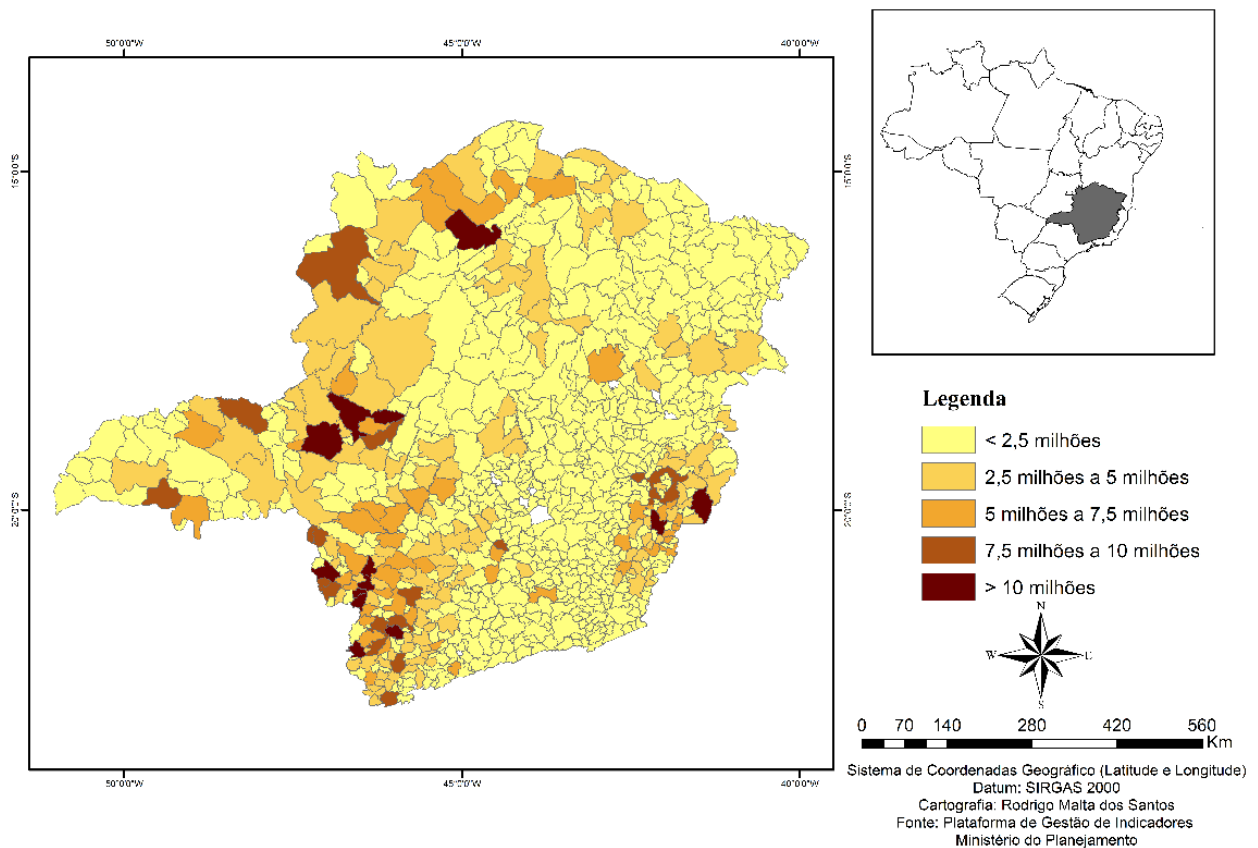 50°0'0"W 45°0'0"W 40°0'0"W
15°0'0"S 15°0'0"S
20°0'0"S 20°0'0"S
50°0'0"W 45°0'0"W 40°0'0"W
Legenda
< 2,5 milhões
2,5 milhões a 5 milhões
5 milhões a 7,5 milhões
7,5 milhões a 10 milhões
> 10 milhões
N
W E
S
0 70 140 280 420 560
Km
Sistema de Coordenadas Geográfico (Latitude e Longitude)
Datum: SIRGAS 2000
Cartografia: Rodrigo Malta dos Santos
Fonte: Plataforma de Gestão de Indicadores
Ministério do Planejamento